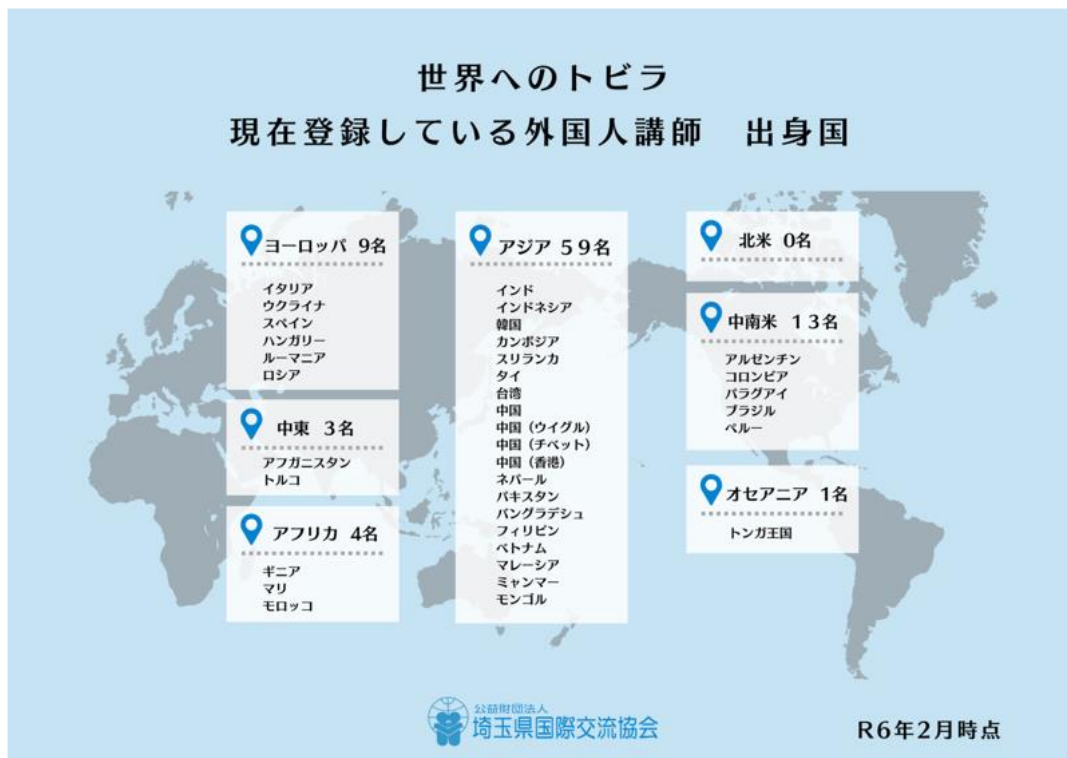 世界へのトビラ
現在登録している外国人講師　出身国
ヨーロッパ 9名
イタリア
ウクライナ
スペイン
ハンガリー
ルーマニア
ロシア
中東 3名
アフガニスタン
トルコ
アフリカ 4名
ギニア
マリ
モロッコ
アジア 59名
インド
インドネシア
韓国
カンボジア
スリランカ
タイ
台湾
中国
中国（ウイグル）
中国（チベット）
中国（香港）
ネパール
パキスタン
バングラデシュ
フィリピン
ベトナム
マレーシア
ミャンマー
モンゴル
北米 0名
中南米 13名
アルゼンチン
コロンビア
パラグアイ
ブラジル
ペルー
オセアニア 1名
トンガ王国
公益財団法人
埼玉県国際交流協会
R6年2月時点